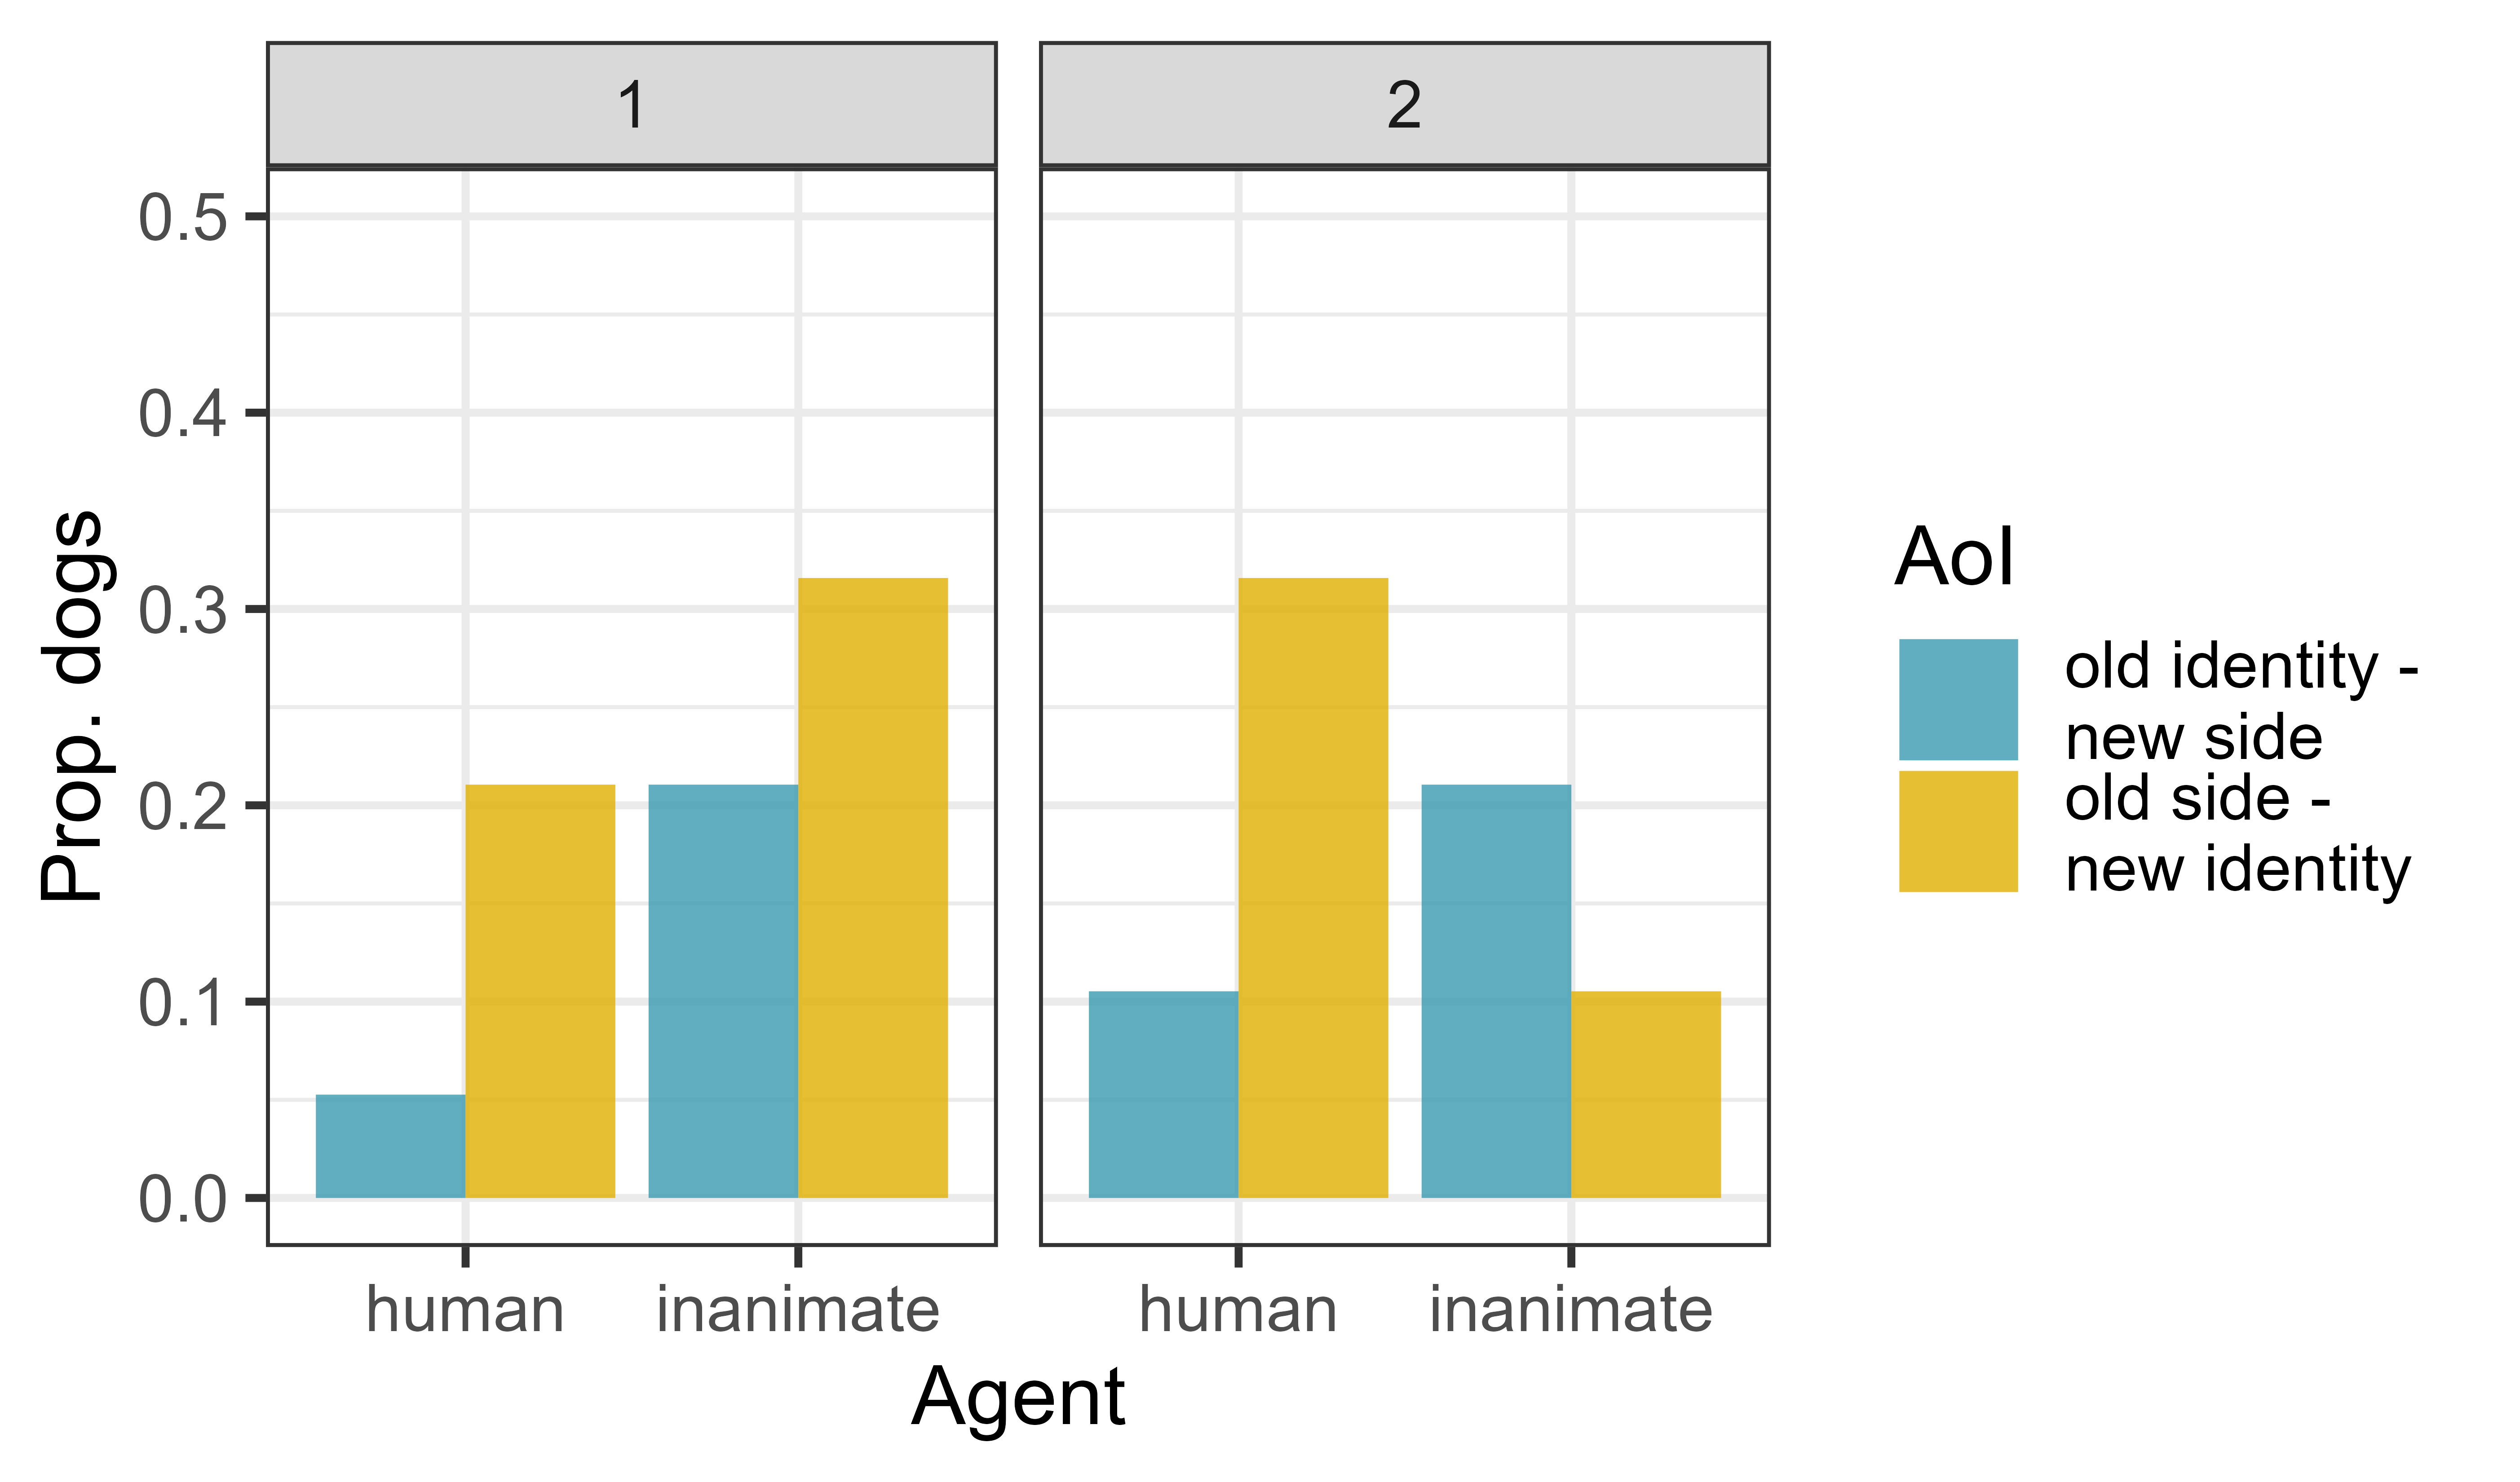 1
2
0.5
0.4
0.3
0.2
0.1
0.0
Prop. dogs
human
inanimate
human
inanimate
Agent
AoI
old identity -
new side
old side -
new identity